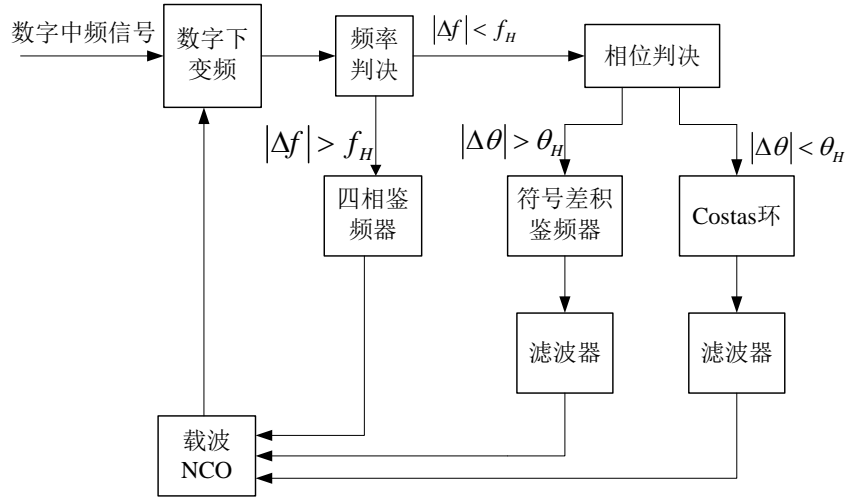 数字中频信号
数字下
变频
频率
判决
|Δf| < f_H
相位判决
|Δf| > f_H
|Δθ| > θ_H
|Δθ| < θ_H
四相鉴
频器
符号差积
鉴频器
Costas环
滤波器
滤波器
载波
NCO